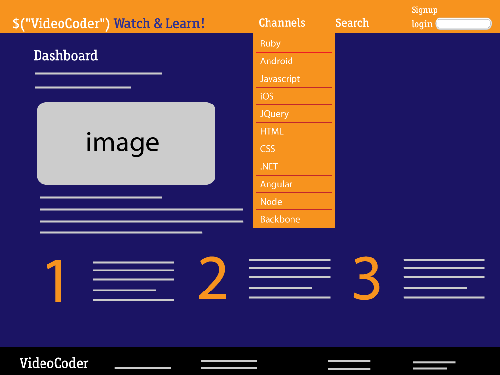 Signup
$("VideoCoder") Watch & Learn!
Channels
Search
login
Dashboard
Ruby
Android
Javascript
iOS
JQuery
HTML
CSS
.NET
Angular
Node
Backbone
image
1
2
3
VideoCoder